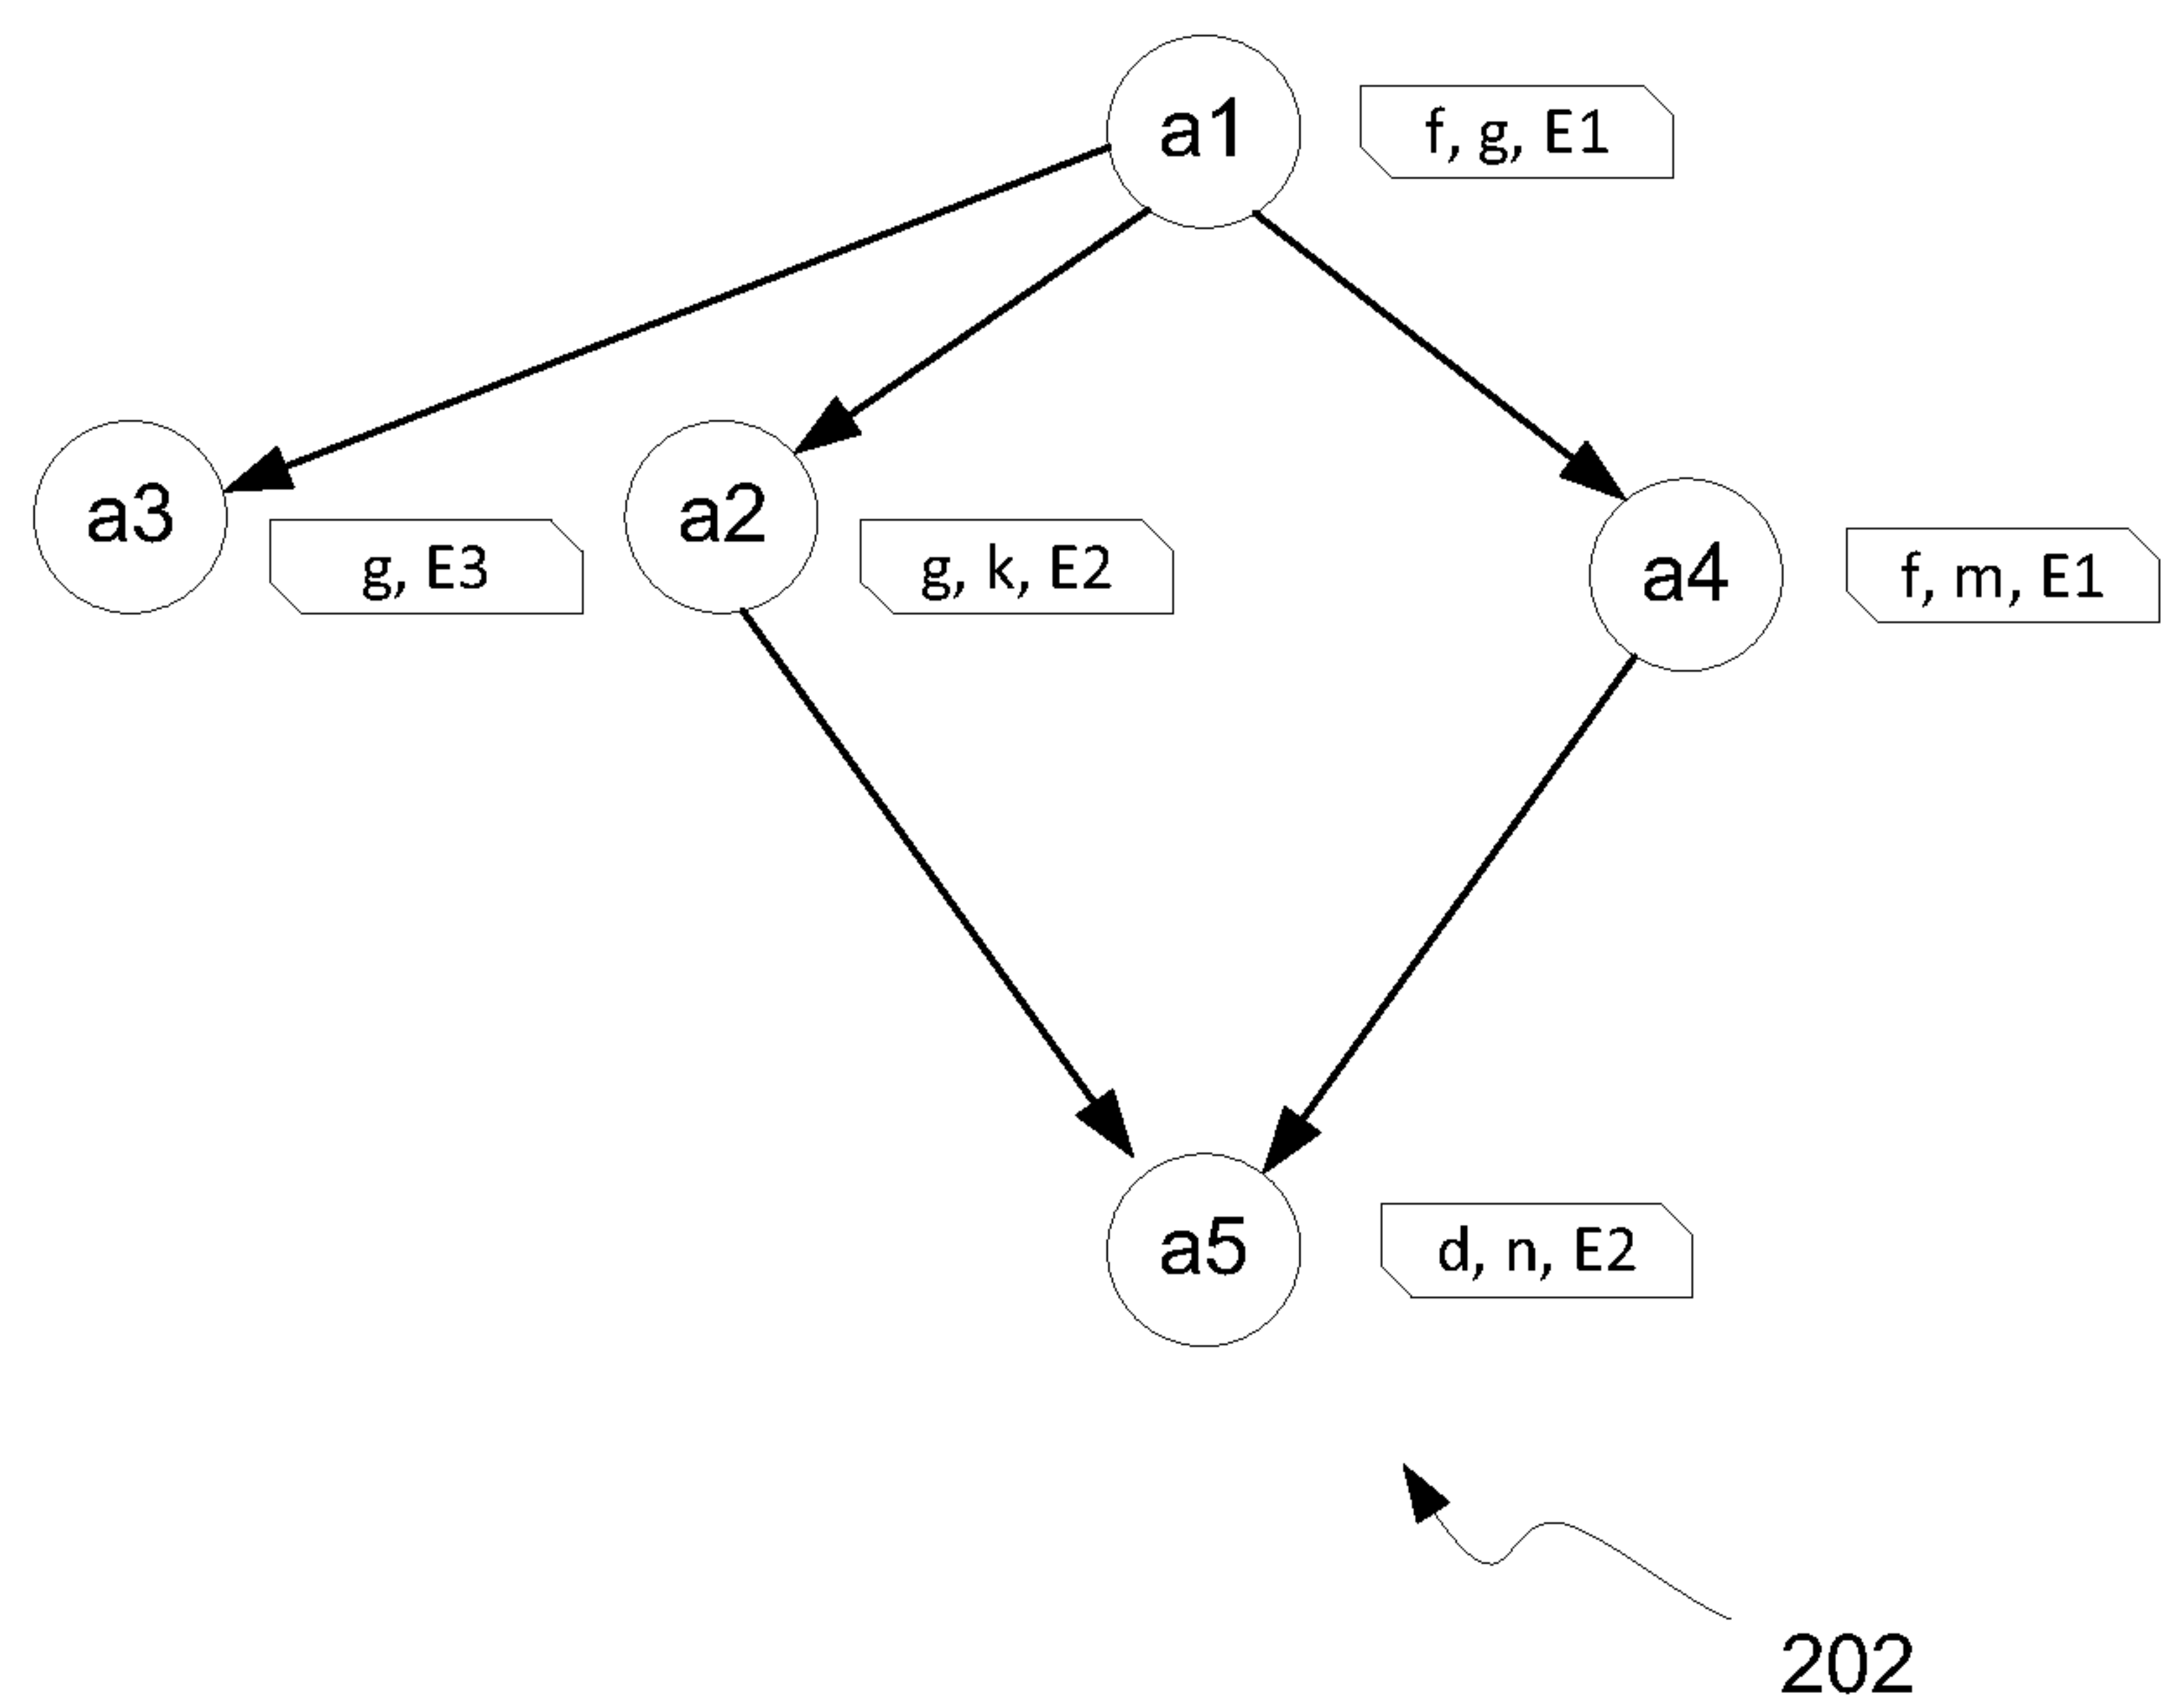 a1
f, g, E1
a3
g, E3
a2
g, k, E2
a4
f, m, E1
a5
d, n, E2
202